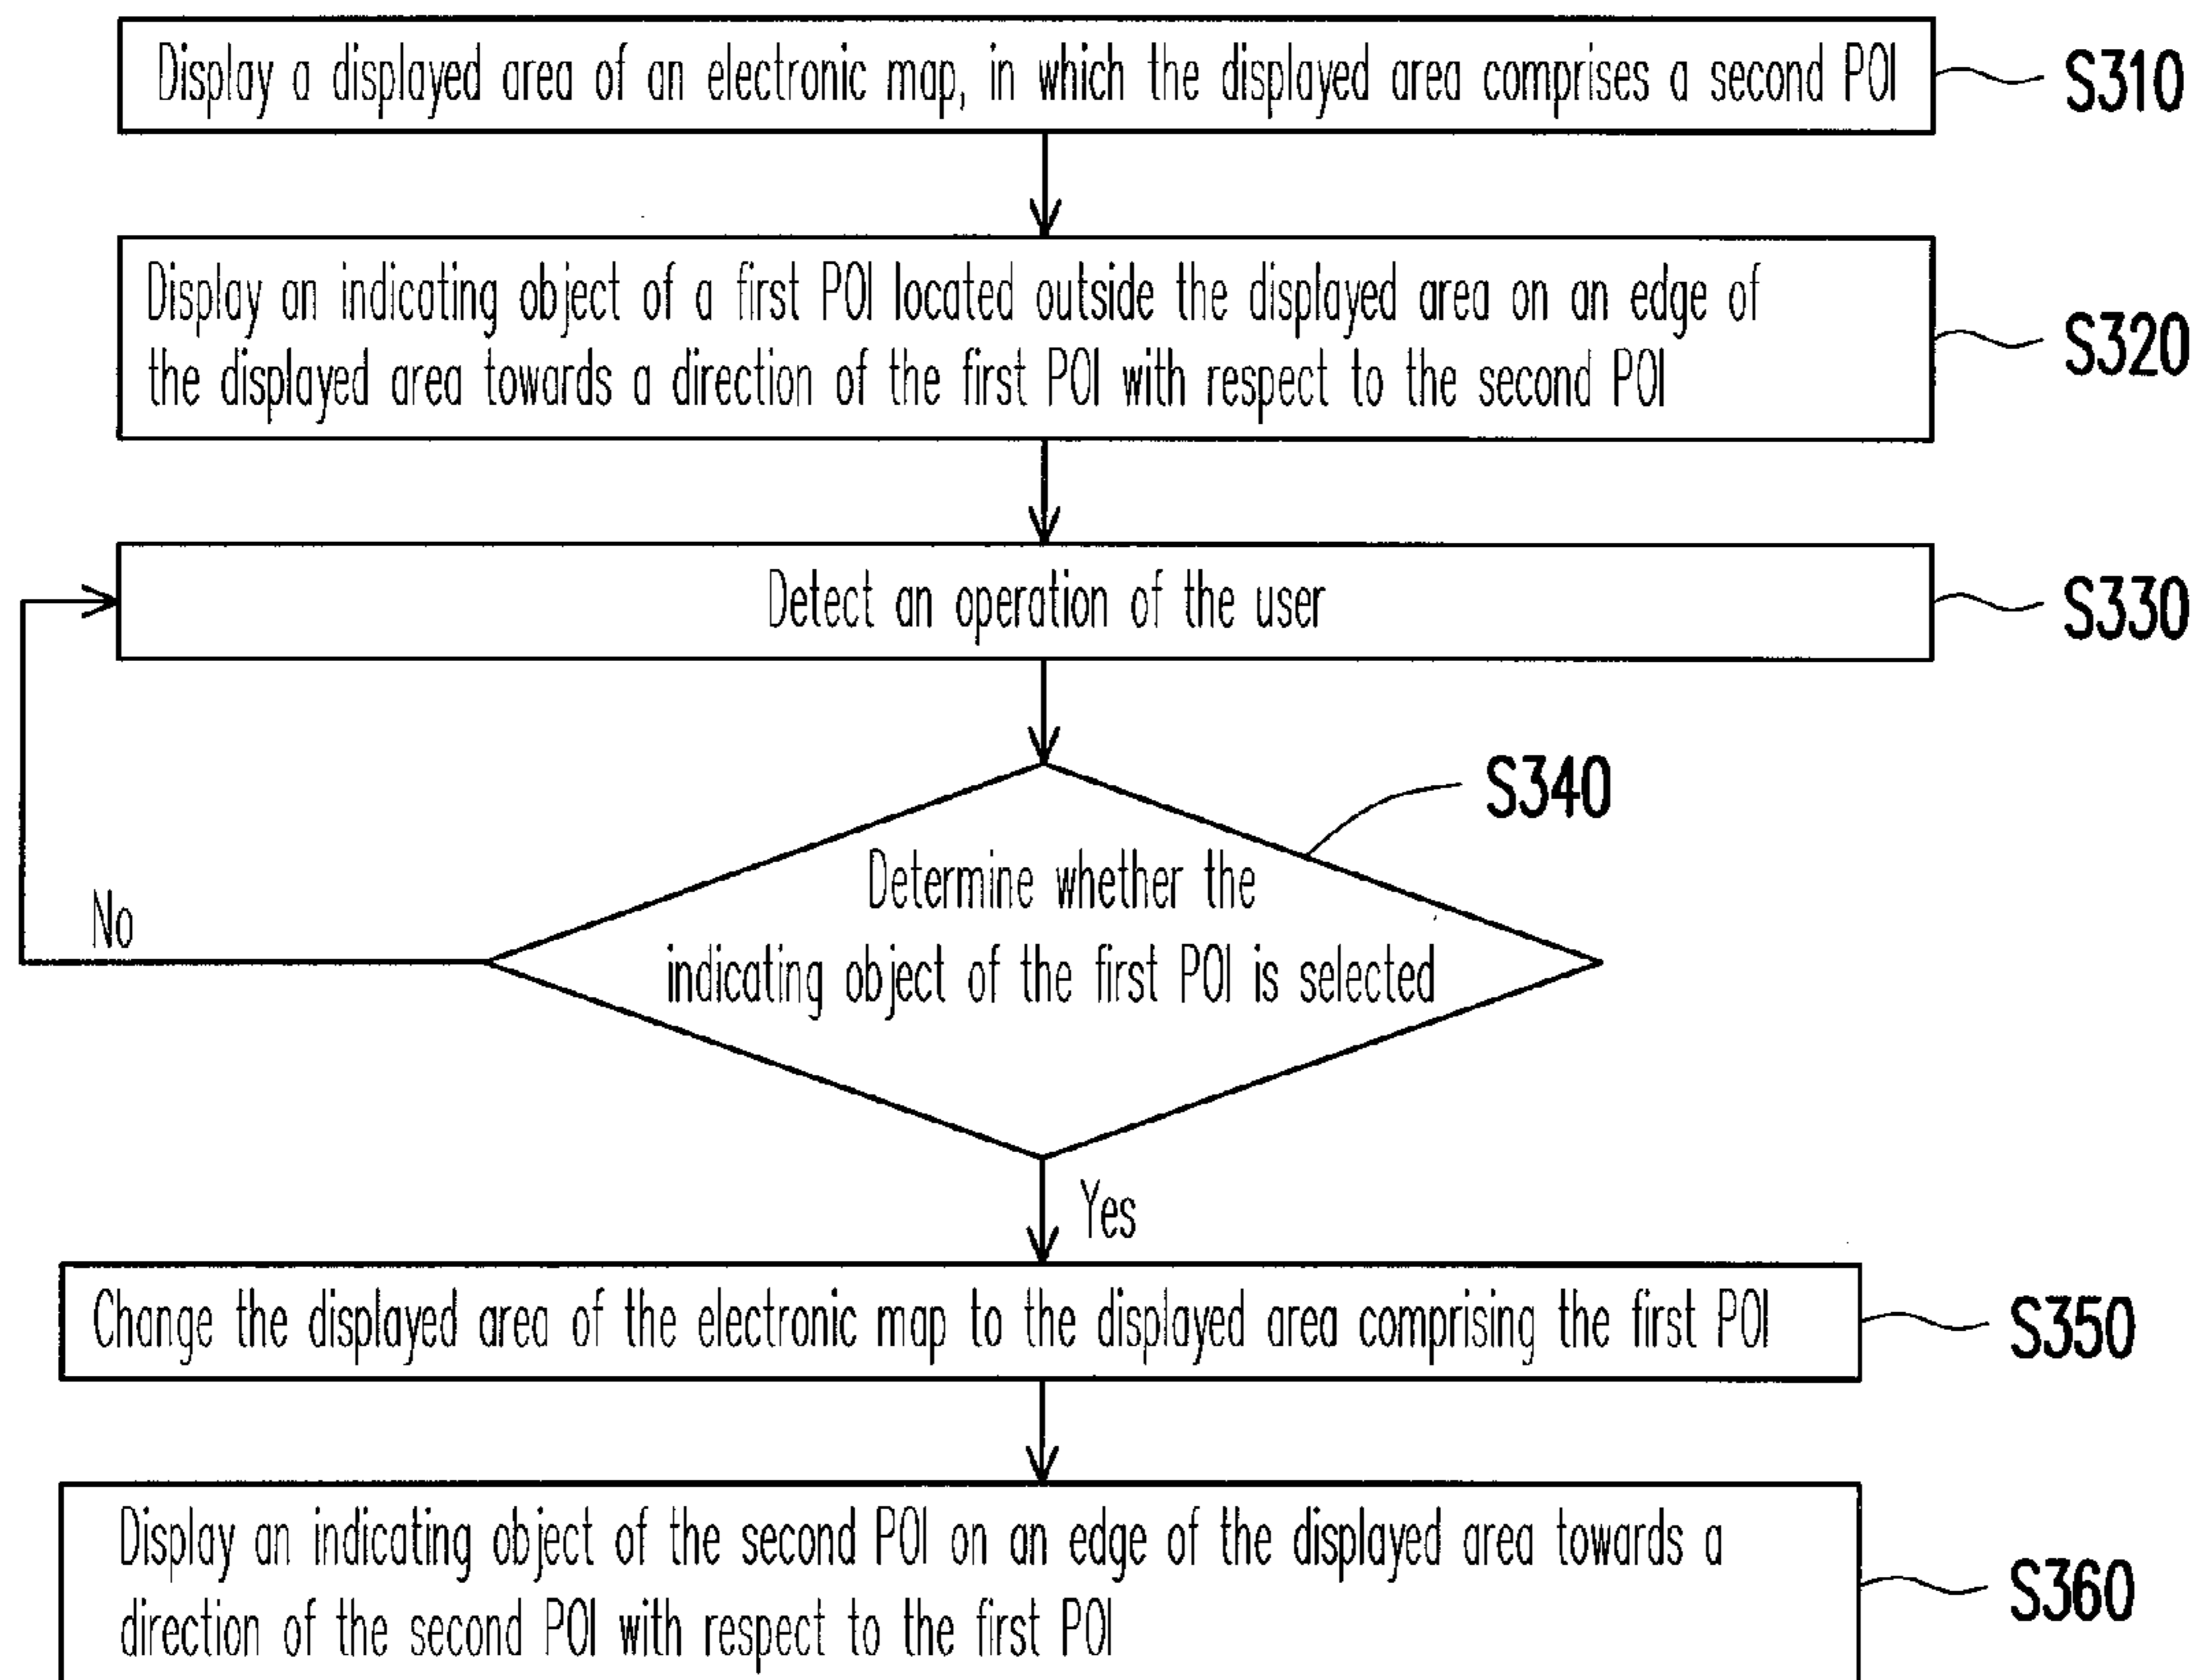 Display a displayed area of an electronic map, in which the displayed area comprises a second POI
S310
Display an indicating object of a first POI located outside the displayed area on an edge of
the displayed area towards a direction of the first POI with respect to the second POI
S320
Detect an operation of the user
S330
S340
Determine whether the
indicating object of the first POI is selected
No
Yes
Change the displayed area of the electronic map to the displayed area comprising the first POI
S350
Display an indicating object of the second POI on an edge of the displayed area towards a
direction of the second POI with respect to the first POI
S360